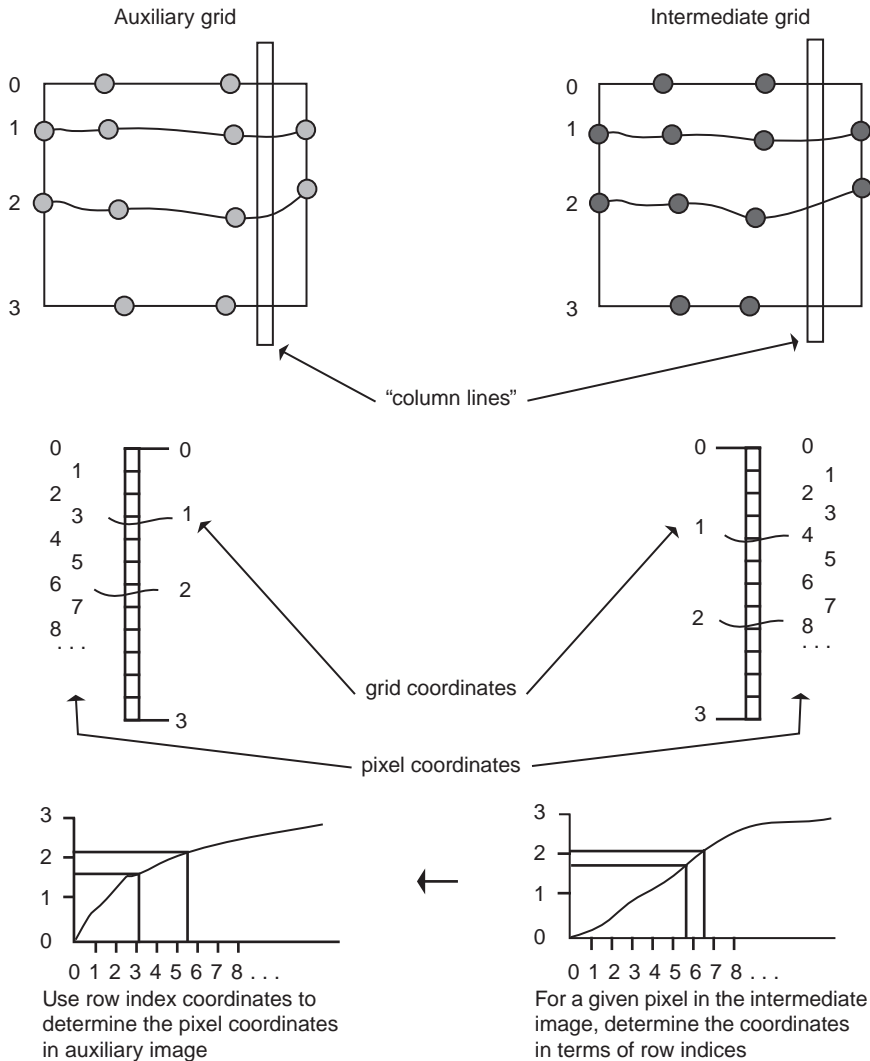 Auxiliary grid
Intermediate grid
0
1
2
3
0
1
2
3
“column lines”
0
1
2
3
4
5
6
7
8
. . .
0
1
2
3
0
1
2
3
0
1
2
3
4
5
6
7
8
. . .
grid coordinates
pixel coordinates
3
2
1
0
0 1 2 3 4 5 6 7 8 . . .
Use row index coordinates to
determine the pixel coordinates
in auxiliary image
3
2
1
0
0 1 2 3 4 5 6 7 8 . . .
For a given pixel in the intermediate
image, determine the coordinates
in terms of row indices